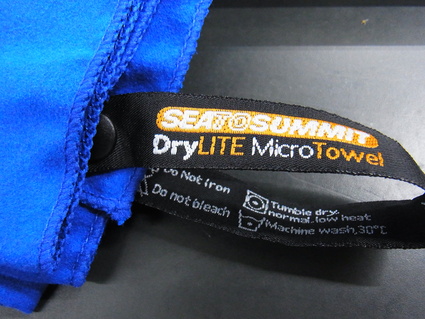 SEA TO SUMMIT
DryLITE MicroTowel
Do Not Iron
Do not bleach
Tumble dry,
normal, low heat
Machine wash, 30°C